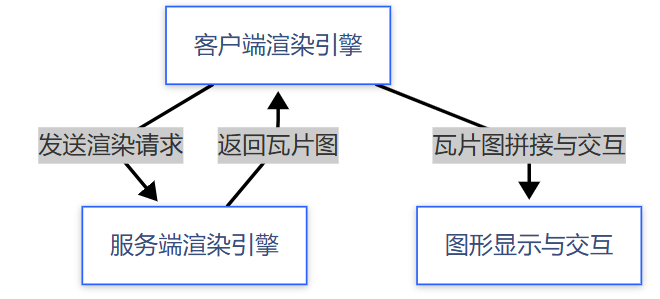 客户端渲染引擎
发送渲染请求
返回瓦片图
瓦片图拼接与交互
服务端渲染引擎
图形显示与交互